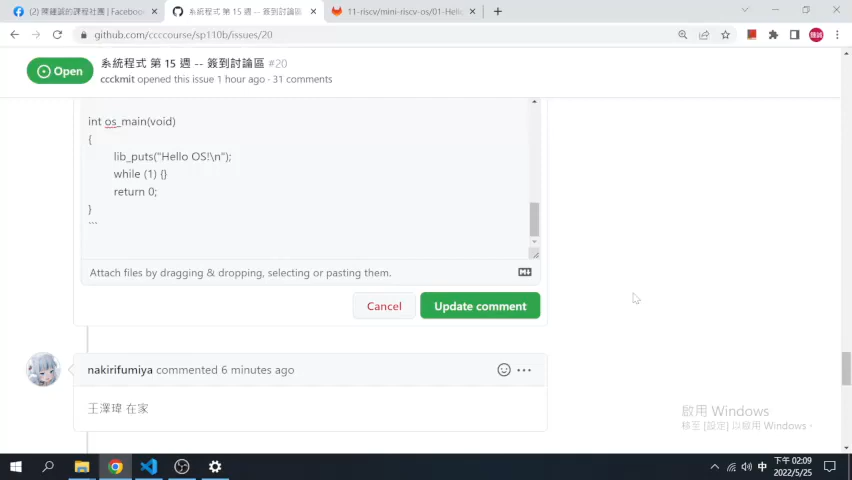 (2) 陳鍾誠的課程社團 | Facebook
系統程式 第 15 週 -- 簽到討論區
11-riscv/mini-riscv-os/01-Hello
github.com/ccccourse/sp110b/issues/20
Open
系統程式 第 15 週 -- 簽到討論區 #20
ccckmit opened this issue 1 hour ago · 31 comments
int os_main(void)
{
lib_puts("Hello OS!\n");
while (1) {}
return 0;
}
```
Attach files by dragging & dropping, selecting or pasting them.
Cancel
Update comment
nakirifumiya commented 6 minutes ago
王澤瑋 在家
啟用 Windows
移至 [設定] 以啟用 Windows。
中
下午 02:09
2022/5/25